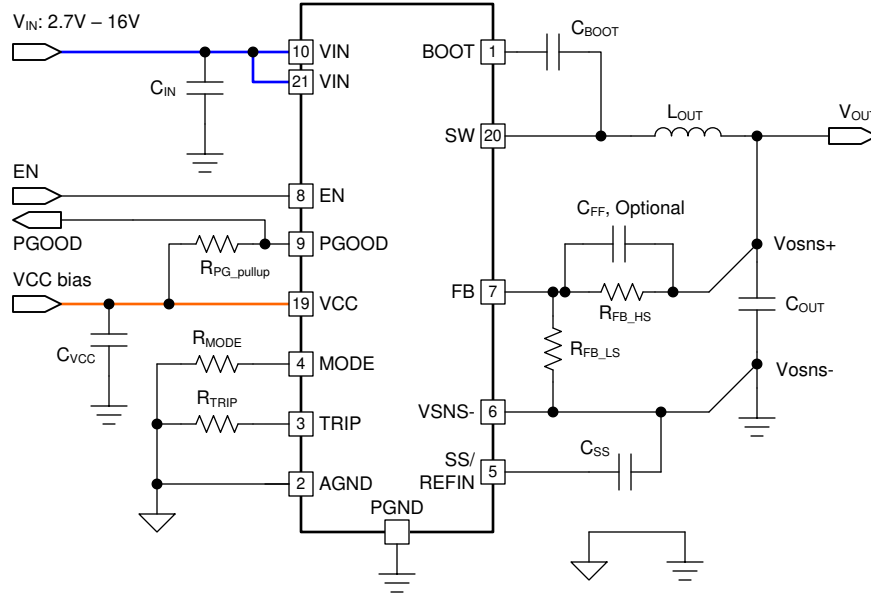 V_IN: 2.7V – 16V
C_IN
10 VIN
21 VIN
BOOT 1
C_BOOT
SW 20
L_OUT
V_OUT
EN
8 EN
PGOOD
9 PGOOD
R_PG_pullup
C_FF, Optional
Vosns+
VCC bias
19 VCC
FB 7
R_FB_HS
C_OUT
C_VCC
R_MODE
4 MODE
R_FB_LS
Vosns-
R_TRIP
3 TRIP
VSNS- 6
C_SS
2 AGND
SS/
REFIN
5
PGND